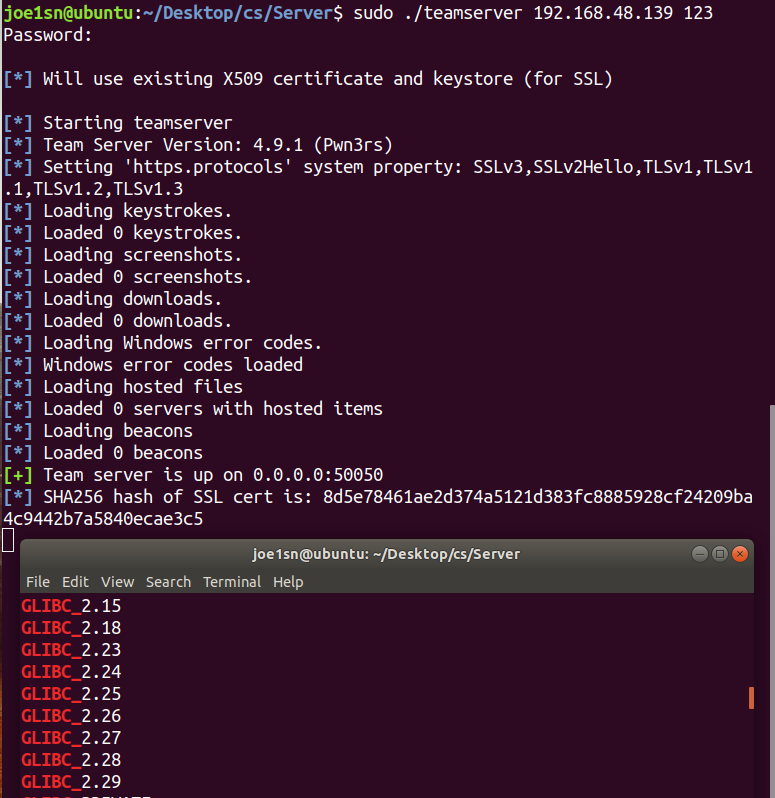 joe1sn@ubuntu:~/Desktop/cs/Server$ sudo ./teamserver 192.168.48.139 123
Password:
[*] Will use existing X509 certificate and keystore (for SSL)
[*] Starting teamserver
[*] Team Server Version: 4.9.1 (Pwn3rs)
[*] Setting 'https.protocols' system property: SSLv3,SSLv2Hello,TLSv1,TLSv1
.1,TLSv1.2,TLSv1.3
[*] Loading keystrokes.
[*] Loaded 0 keystrokes.
[*] Loading screenshots.
[*] Loaded 0 screenshots.
[*] Loading downloads.
[*] Loaded 0 downloads.
[*] Loading Windows error codes.
[*] Windows error codes loaded
[*] Loading hosted files
[*] Loaded 0 servers with hosted items
[*] Loading beacons
[*] Loaded 0 beacons
[+] Team server is up on 0.0.0.0:50050
[*] SHA256 hash of SSL cert is: 8d5e78461ae2d374a5121d383fc8885928cf24209ba
4c9442b7a5840ecae3c5
joe1sn@ubuntu: ~/Desktop/cs/Server
File Edit View Search Terminal Help
GLIBC_2.15
GLIBC_2.18
GLIBC_2.23
GLIBC_2.24
GLIBC_2.25
GLIBC_2.26
GLIBC_2.27
GLIBC_2.28
GLIBC_2.29